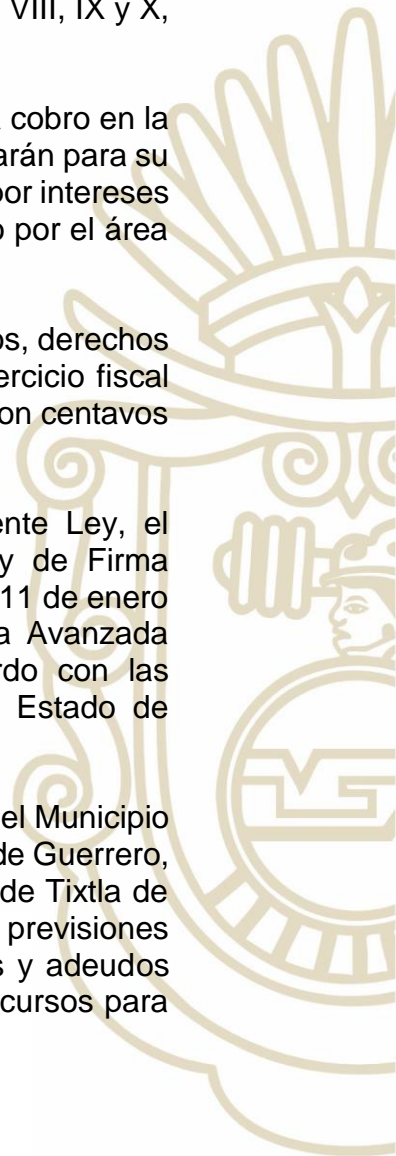 VIII, IX y X,
cobro en la
arán para su
por intereses
por el área
os, derechos
ercicio fiscal
on centavos
ente Ley, el
y de Firma
11 de enero
a Avanzada
rdo con las
Estado de
el Municipio
de Guerrero,
de Tixtla de
previsiones
s y adeudos
cursos para